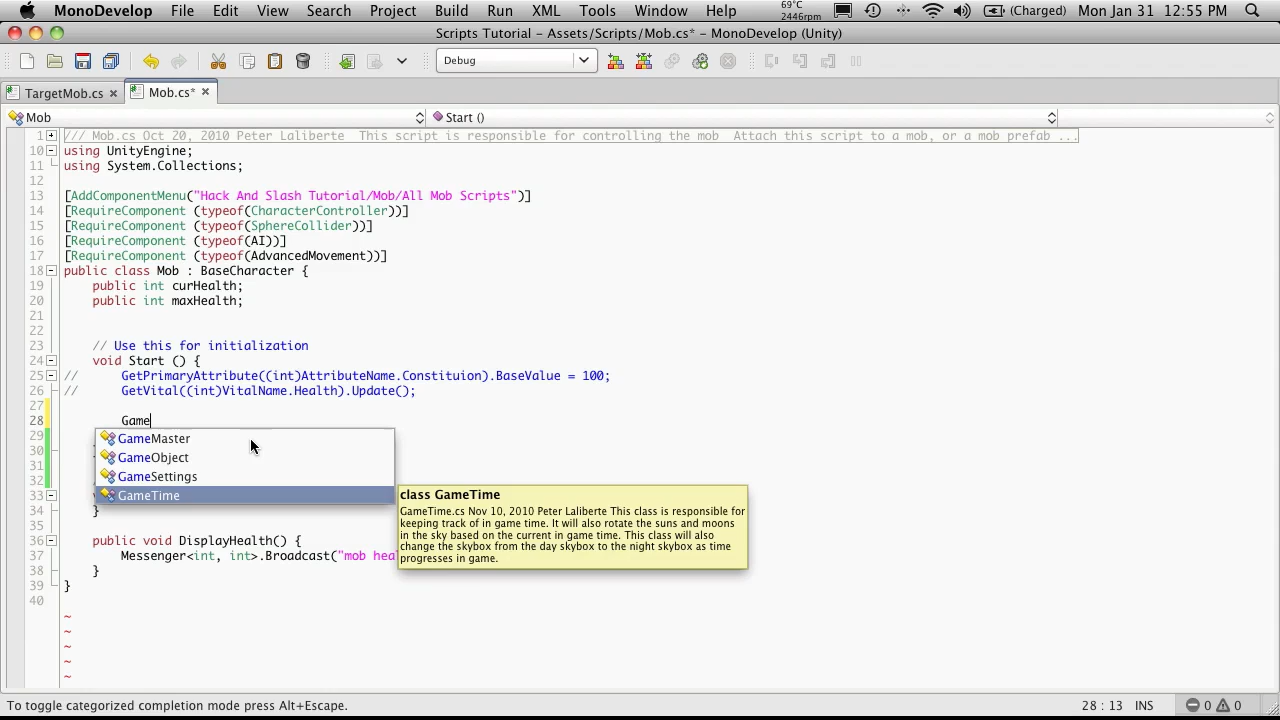 MonoDevelop File Edit View Search Project Build Run XML Tools Window Help 69°C 2446rpm (Charged) Mon Jan 31 12:55 PM
Scripts Tutorial – Assets/Scripts/Mob.cs* – MonoDevelop (Unity)
Debug
TargetMob.cs Mob.cs*
Mob Start ()
1 /// Mob.cs Oct 20, 2010 Peter Laliberte This script is responsible for controlling the mob Attach this script to a mob, or a mob prefab ...
10 using UnityEngine;
11 using System.Collections;
12
13 [AddComponentMenu("Hack And Slash Tutorial/Mob/All Mob Scripts")]
14 [RequireComponent (typeof(CharacterController))]
15 [RequireComponent (typeof(SphereCollider))]
16 [RequireComponent (typeof(AI))]
17 [RequireComponent (typeof(AdvancedMovement))]
18 public class Mob : BaseCharacter {
19 public int curHealth;
20 public int maxHealth;
21
22
23 // Use this for initialization
24 void Start () {
25 // GetPrimaryAttribute((int)AttributeName.Constituion).BaseValue = 100;
26 // GetVital((int)VitalName.Health).Update();
27
28 Game
29 GameMaster
30 GameObject
31 GameSettings
32
33 GameTime
class GameTime
GameTime.cs Nov 10, 2010 Peter Laliberte This class is responsible for
keeping track of in game time. It will also rotate the suns and moons
in the sky based on the current in game time. This class will also
change the skybox from the day skybox to the night skybox as time
progresses in game.
34 }
35
36 public void DisplayHealth() {
37 Messenger<int, int>.Broadcast("mob hea
38 }
39 }
40
~
~
~
~
~
To toggle categorized completion mode press Alt+Escape. 28 : 13 INS 0 0